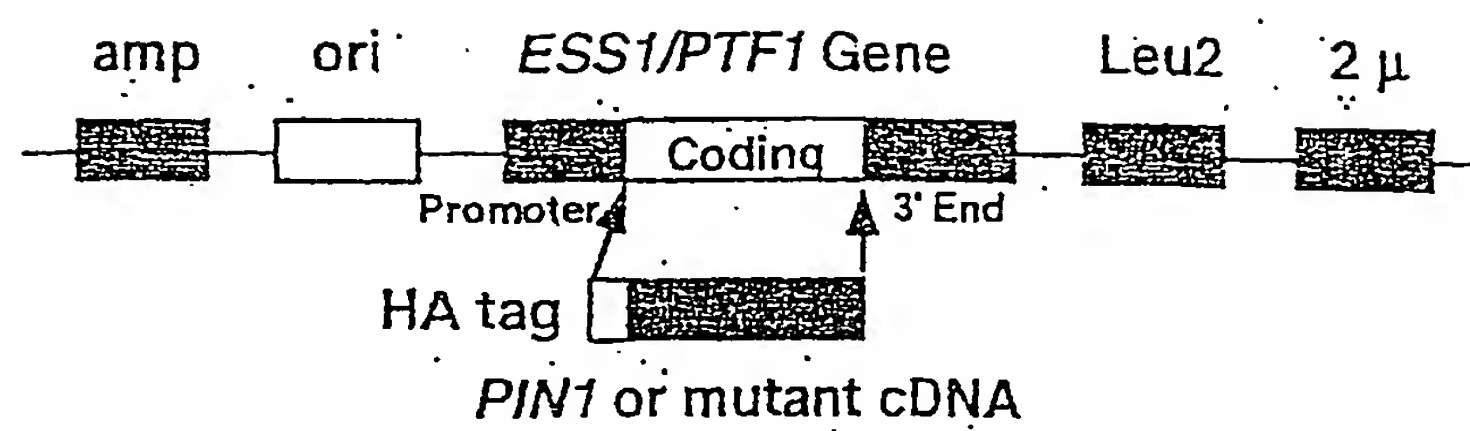 amp ori ESS1/PTF1 Gene Leu2 2 μ
Coding
Promoter 3' End
HA tag
PIN1 or mutant cDNA